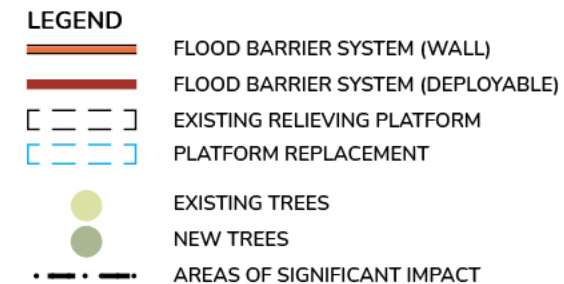 LEGEND
FLOOD BARRIER SYSTEM (WALL)
FLOOD BARRIER SYSTEM (DEPLOYABLE)
EXISTING RELIEVING PLATFORM
PLATFORM REPLACEMENT
EXISTING TREES
NEW TREES
AREAS OF SIGNIFICANT IMPACT